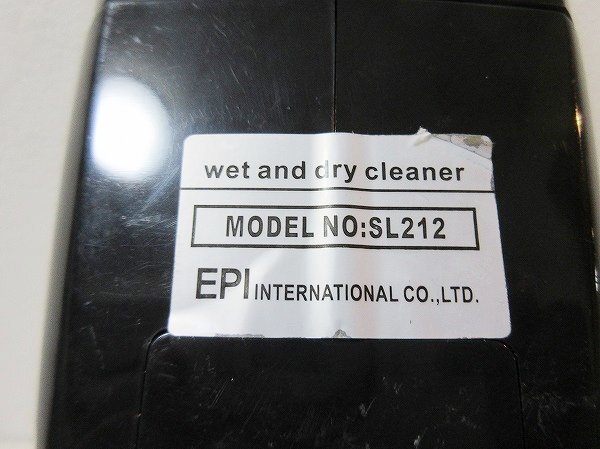 wet and dry cleaner
MODEL NO:SL212
EPI INTERNATIONAL CO.,LTD.